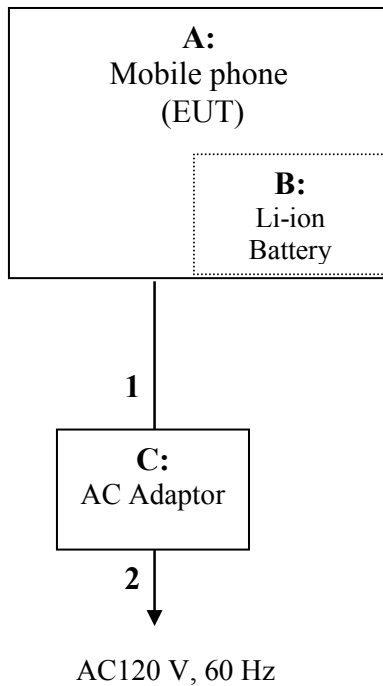 A:
Mobile phone
(EUT)
B:
Li-ion
Battery
1
C:
AC Adaptor
2
AC120 V, 60 Hz